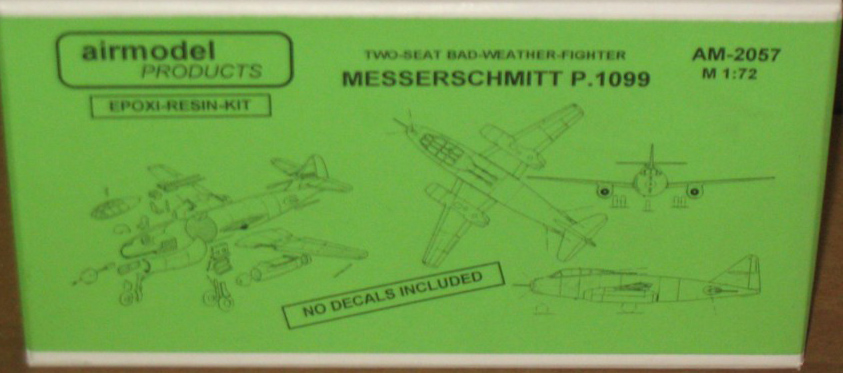 airmodel
PRODUCTS
EPOXI-RESIN-KIT
TWO-SEAT BAD-WEATHER-FIGHTER
MESSERSCHMITT P.1099
AM-2057
M 1:72
NO DECALS INCLUDED